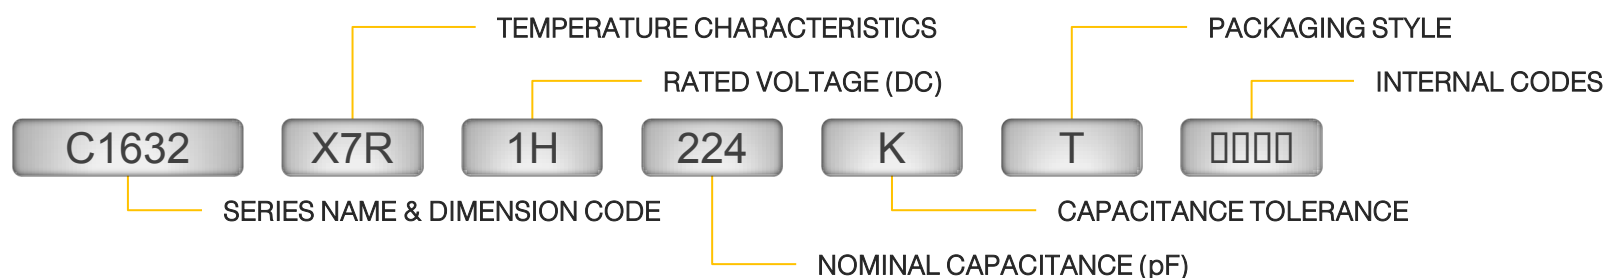 TEMPERATURE CHARACTERISTICS
PACKAGING STYLE
RATED VOLTAGE (DC)
INTERNAL CODES
C1632 X7R 1H 224 K T ▯▯▯▯
SERIES NAME & DIMENSION CODE
CAPACITANCE TOLERANCE
NOMINAL CAPACITANCE (pF)